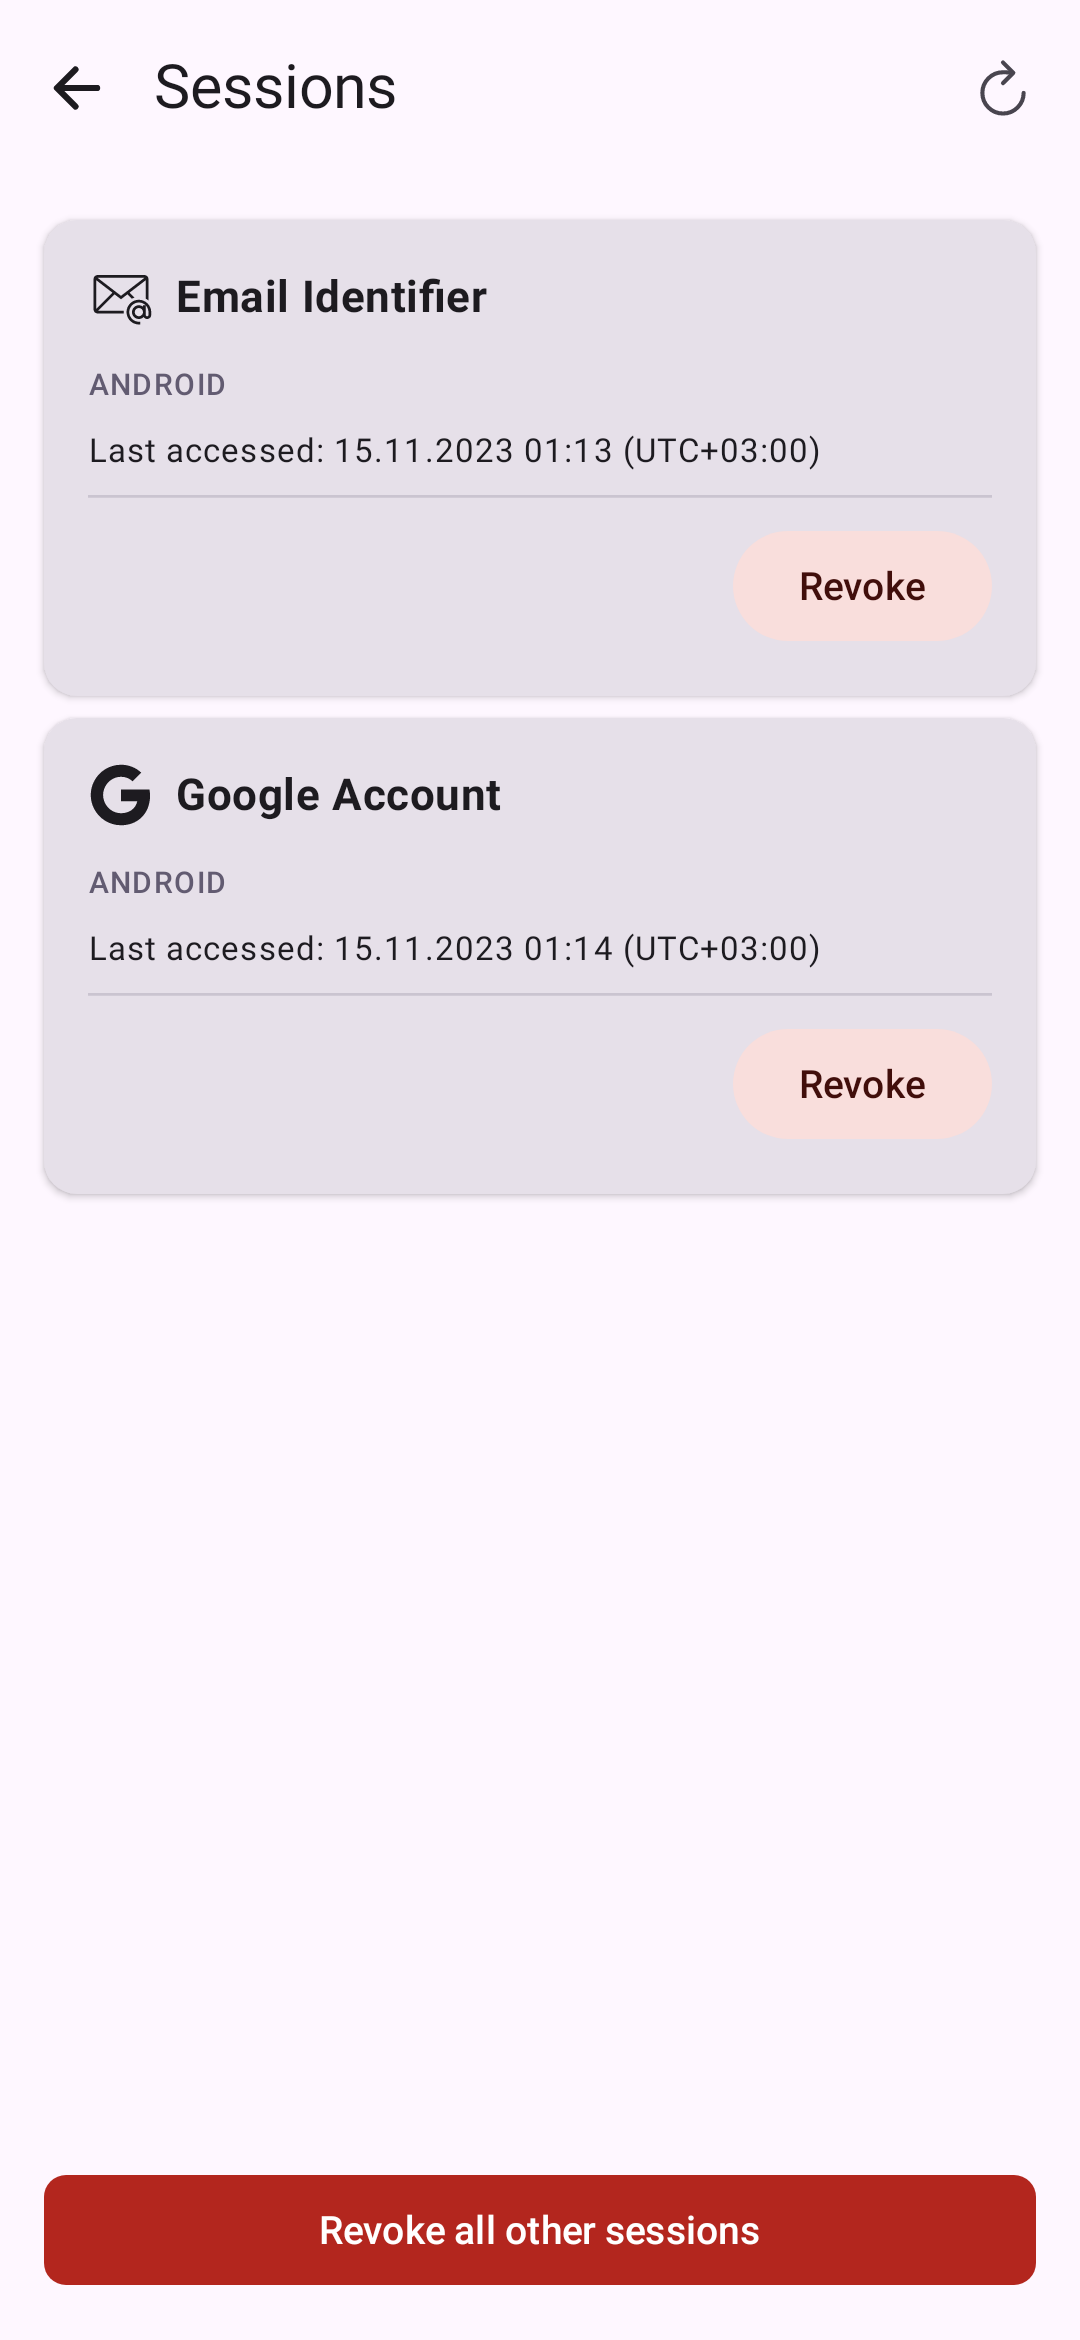 Sessions
Email Identifier
ANDROID
Last accessed: 15.11.2023 01:13 (UTC+03:00)
Revoke
Google Account
ANDROID
Last accessed: 15.11.2023 01:14 (UTC+03:00)
Revoke
Revoke all other sessions